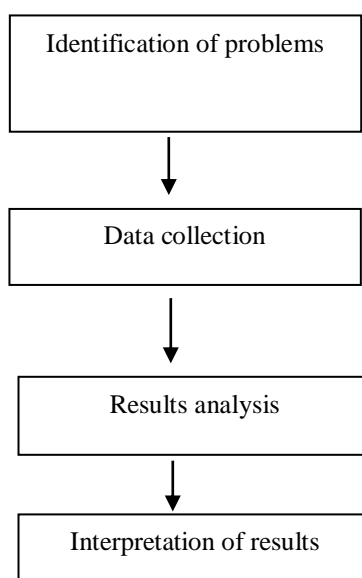 Identification of problems
Data collection
Results analysis
Interpretation of results